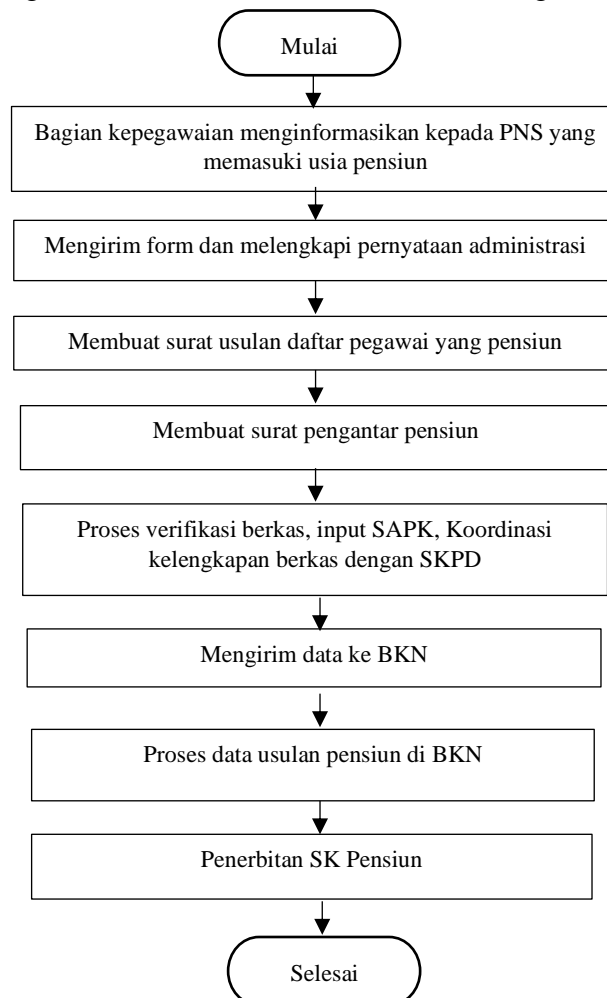 Mulai
Bagian kepegawaian menginformasikan kepada PNS yang
memasuki usia pensiun
Mengirim form dan melengkapi pernyataan administrasi
Membuat surat usulan daftar pegawai yang pensiun
Membuat surat pengantar pensiun
Proses verifikasi berkas, input SAPK, Koordinasi
kelengkapan berkas dengan SKPD
Mengirim data ke BKN
Proses data usulan pensiun di BKN
Penerbitan SK Pensiun
Selesai